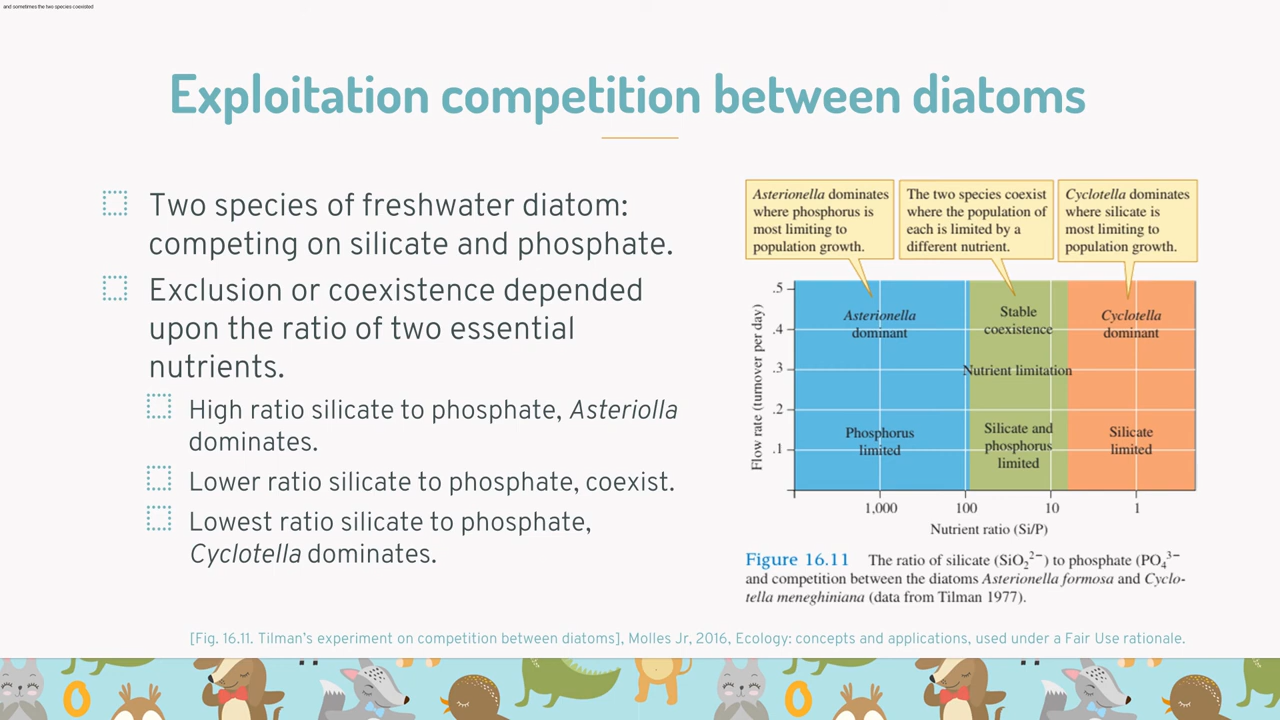 and sometimes the two species coexisted
Exploitation competition between diatoms
Two species of freshwater diatom:
competing on silicate and phosphate.
Exclusion or coexistence depended
upon the ratio of two essential
nutrients.
High ratio silicate to phosphate, Asteriolla
dominates.
Lower ratio silicate to phosphate, coexist.
Lowest ratio silicate to phosphate,
Cyclotella dominates.
Asterionella dominates
where phosphorus is
most limiting to
population growth.
The two species coexist
where the population of
each is limited by a
different nutrient.
Cyclotella dominates
where silicate is
most limiting to
population growth.
Flow rate (turnover per day)
.5
.4
.3
.2
.1
Asterionella
dominant
Stable
coexistence
Cyclotella
dominant
Nutrient limitation
Phosphorus
limited
Silicate and
phosphorus
limited
Silicate
limited
1,000 100 10 1
Nutrient ratio (Si/P)
Figure 16.11 The ratio of silicate (SiO₂²⁻) to phosphate (PO₄³⁻
and competition between the diatoms Asterionella formosa and Cyclo-
tella meneghiniana (data from Tilman 1977).
[Fig. 16.11. Tilman's experiment on competition between diatoms], Molles Jr, 2016, Ecology: concepts and applications, used under a Fair Use rationale.